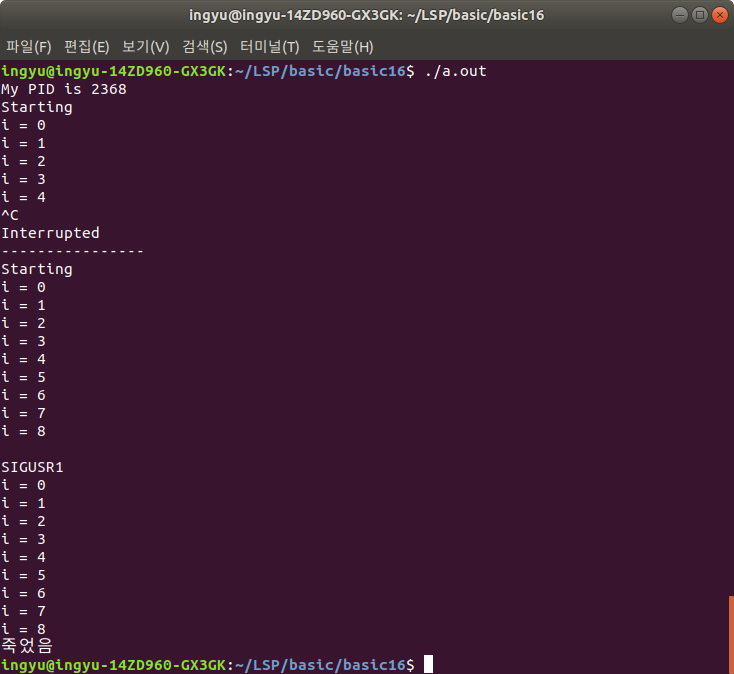 ingyu@ingyu-14ZD960-GX3GK: ~/LSP/basic/basic16
파일(F) 편집(E) 보기(V) 검색(S) 터미널(T) 도움말(H)
ingyu@ingyu-14ZD960-GX3GK:~/LSP/basic/basic16$ ./a.out
My PID is 2368
Starting
i = 0
i = 1
i = 2
i = 3
i = 4
^C
Interrupted
----------------
Starting
i = 0
i = 1
i = 2
i = 3
i = 4
i = 5
i = 6
i = 7
i = 8

SIGUSR1
i = 0
i = 1
i = 2
i = 3
i = 4
i = 5
i = 6
i = 7
i = 8
죽었음
ingyu@ingyu-14ZD960-GX3GK:~/LSP/basic/basic16$